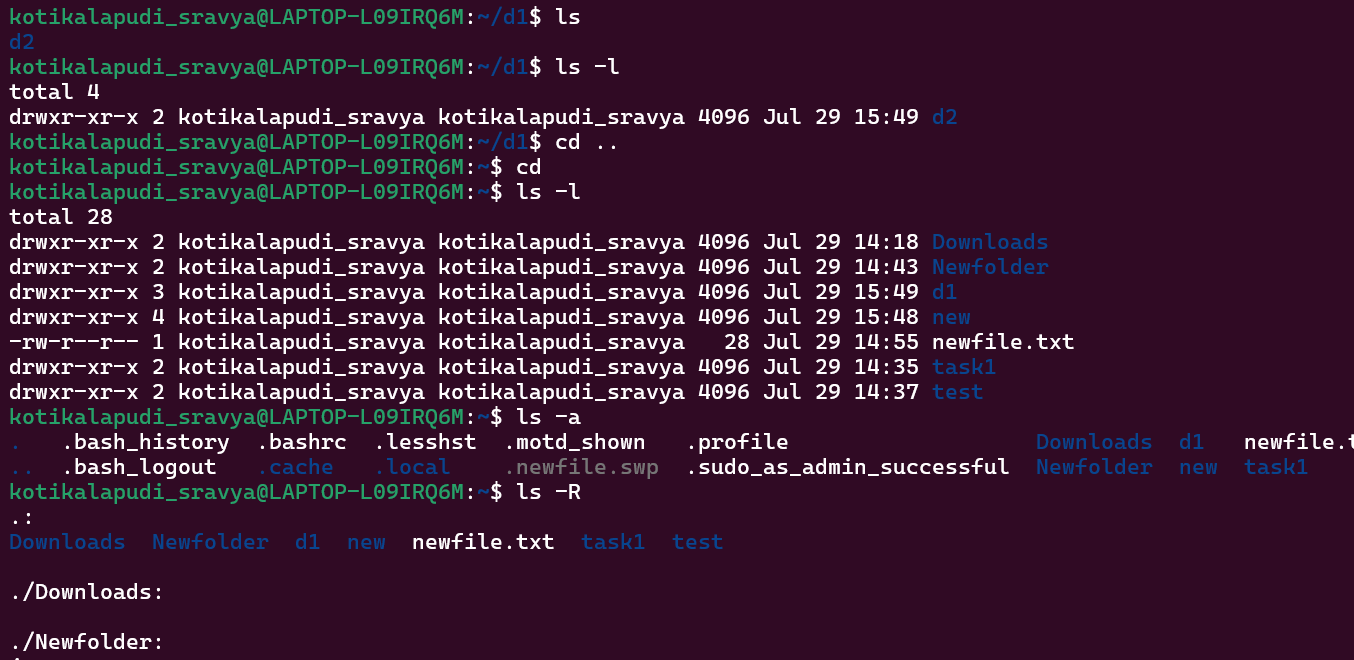 kotikalapudi_sravya@LAPTOP-L09IRQ6M:~/d1$ ls
d2
kotikalapudi_sravya@LAPTOP-L09IRQ6M:~/d1$ ls -l
total 4
drwxr-xr-x 2 kotikalapudi_sravya kotikalapudi_sravya 4096 Jul 29 15:49 d2
kotikalapudi_sravya@LAPTOP-L09IRQ6M:~/d1$ cd ..
kotikalapudi_sravya@LAPTOP-L09IRQ6M:~$ cd
kotikalapudi_sravya@LAPTOP-L09IRQ6M:~$ ls -l
total 28
drwxr-xr-x 2 kotikalapudi_sravya kotikalapudi_sravya 4096 Jul 29 14:18 Downloads
drwxr-xr-x 2 kotikalapudi_sravya kotikalapudi_sravya 4096 Jul 29 14:43 Newfolder
drwxr-xr-x 3 kotikalapudi_sravya kotikalapudi_sravya 4096 Jul 29 15:49 d1
drwxr-xr-x 4 kotikalapudi_sravya kotikalapudi_sravya 4096 Jul 29 15:48 new
-rw-r--r-- 1 kotikalapudi_sravya kotikalapudi_sravya   28 Jul 29 14:55 newfile.txt
drwxr-xr-x 2 kotikalapudi_sravya kotikalapudi_sravya 4096 Jul 29 14:35 task1
drwxr-xr-x 2 kotikalapudi_sravya kotikalapudi_sravya 4096 Jul 29 14:37 test
kotikalapudi_sravya@LAPTOP-L09IRQ6M:~$ ls -a
.   .bash_history  .bashrc  .lesshst  .motd_shown   .profile                   Downloads  d1   newfile.t
..  .bash_logout   .cache   .local    .newfile.swp  .sudo_as_admin_successful  Newfolder  new  task1
kotikalapudi_sravya@LAPTOP-L09IRQ6M:~$ ls -R
.:
Downloads  Newfolder  d1  new  newfile.txt  task1  test
./Downloads:
./Newfolder: